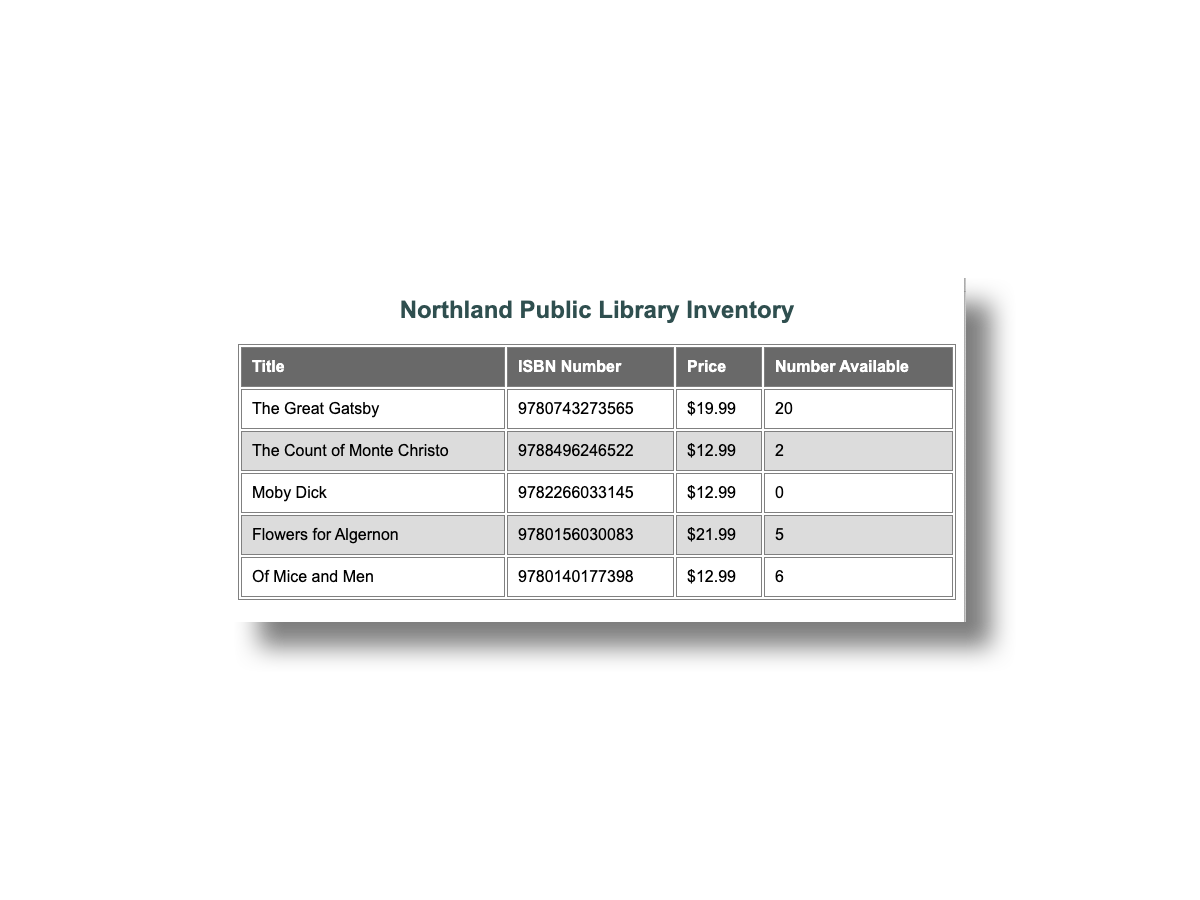 Northland Public Library Inventory
Title ISBN Number Price Number Available
The Great Gatsby 9780743273565 $19.99 20
The Count of Monte Christo 9788496246522 $12.99 2
Moby Dick 9782266033145 $12.99 0
Flowers for Algernon 9780156030083 $21.99 5
Of Mice and Men 9780140177398 $12.99 6